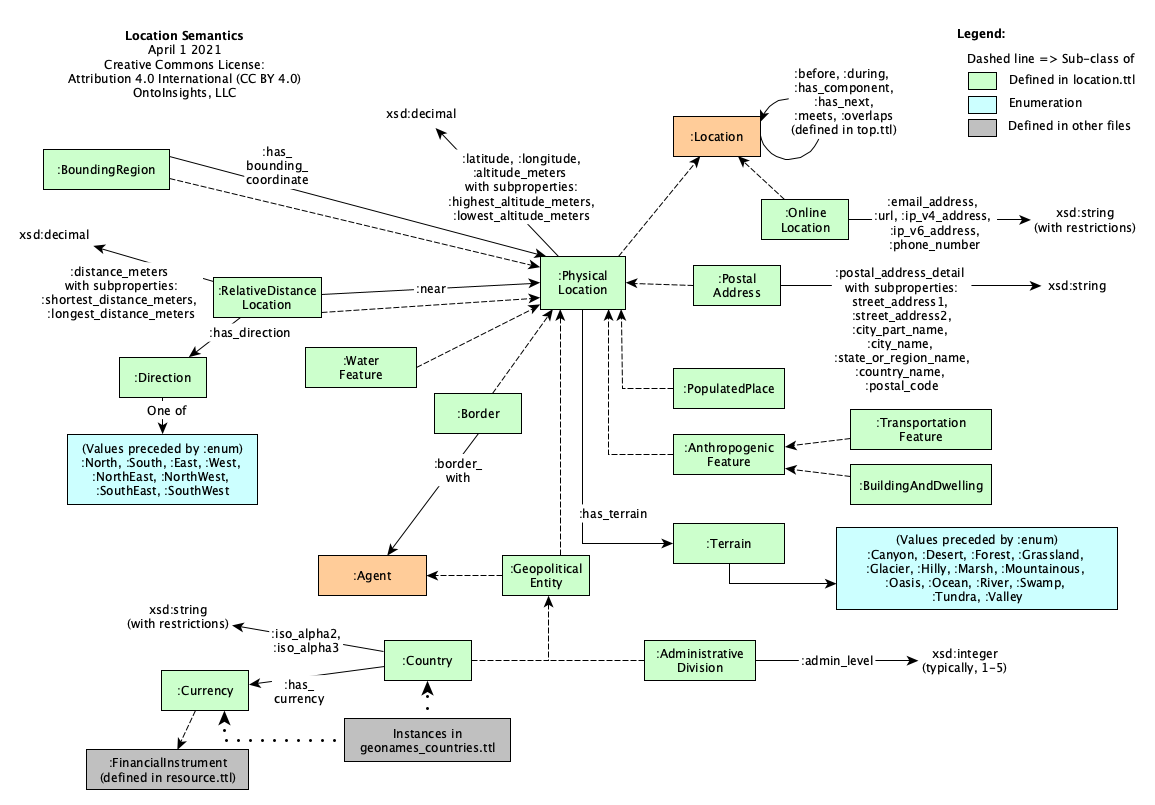 Location Semantics
April 1 2021
Creative Commons License:
Attribution 4.0 International (CC BY 4.0)
OntoInsights, LLC
Legend:
Dashed line => Sub-class of
Defined in location.ttl
Enumeration
Defined in other files
:before, :during,
:has_component,
:has_next,
:meets, :overlaps
(defined in top.ttl)
:Location
xsd:decimal
:latitude, :longitude,
:altitude_meters
with subproperties:
:highest_altitude_meters,
:lowest_altitude_meters
:BoundingRegion
:has_
bounding_
coordinate
:Online
Location
:email_address,
:url, :ip_v4_address,
:ip_v6_address,
:phone_number
xsd:string
(with restrictions)
xsd:decimal
:distance_meters
with subproperties:
:shortest_distance_meters,
:longest_distance_meters
:RelativeDistance
Location
:near
:Physical
Location
:Postal
Address
:postal_address_detail
with subproperties:
street_address1,
:street_address2,
:city_part_name,
:city_name,
:state_or_region_name,
:country_name,
:postal_code
xsd:string
:has_direction
:Direction
One of
(Values preceded by :enum)
:North, :South, :East, :West,
:NorthEast, :NorthWest,
:SouthEast, :SouthWest
:Water
Feature
:Border
:border_
with
:PopulatedPlace
:Anthropogenic
Feature
:Transportation
Feature
:BuildingAndDwelling
:has_terrain
:Terrain
(Values preceded by :enum)
:Canyon, :Desert, :Forest, :Grassland,
:Glacier, :Hilly, :Marsh, :Mountainous,
:Oasis, :Ocean, :River, :Swamp,
:Tundra, :Valley
:Agent
:Geopolitical
Entity
xsd:string
(with restrictions)
:iso_alpha2,
:iso_alpha3
:Country
:Administrative
Division
:admin_level
xsd:integer
(typically, 1-5)
:Currency
:has_
currency
Instances in
geonames_countries.ttl
:FinancialInstrument
(defined in resource.ttl)